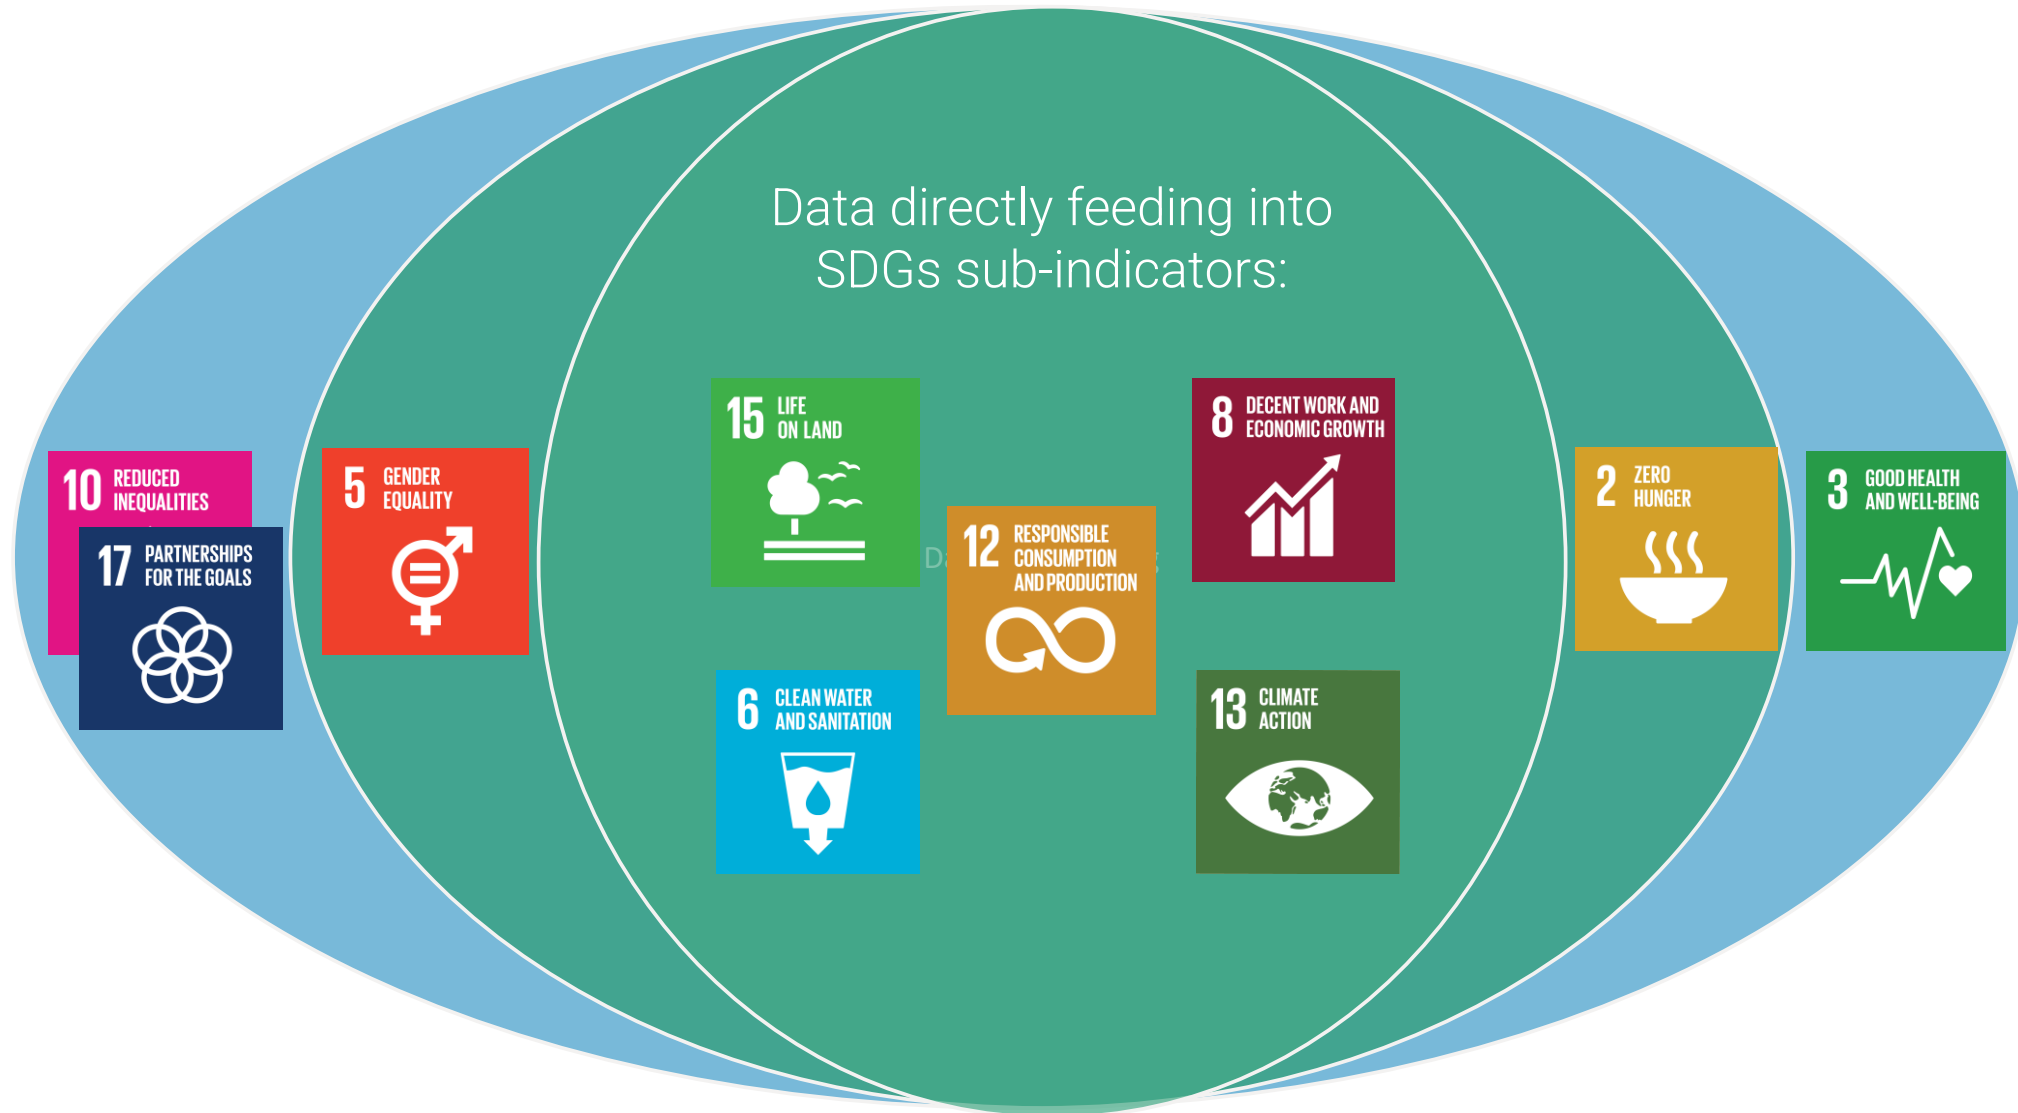 Data directly feeding into
SDGs sub-indicators:
15 LIFE
ON LAND
8 DECENT WORK AND
ECONOMIC GROWTH
10 REDUCED
INEQUALITIES
17 PARTNERSHIPS
FOR THE GOALS
5 GENDER
EQUALITY
12 RESPONSIBLE
CONSUMPTION
AND PRODUCTION
2 ZERO
HUNGER
3 GOOD HEALTH
AND WELL-BEING
6 CLEAN WATER
AND SANITATION
13 CLIMATE
ACTION